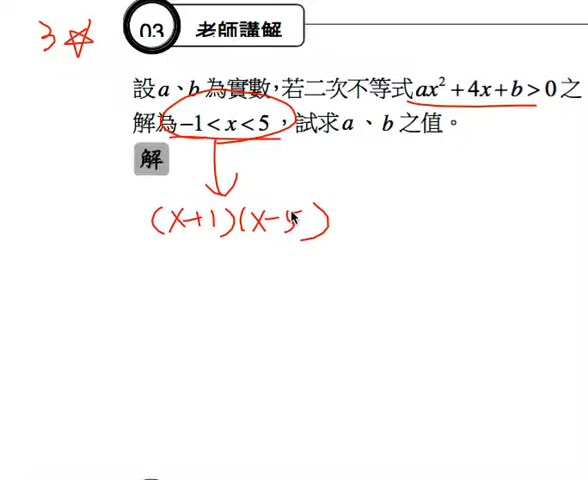 3☆
03 老師講解
設a、b為實數,若二次不等式ax²+4x+b>0之
解為-1<x<5,試求a、b之值。
解
(x+1)(x-5)